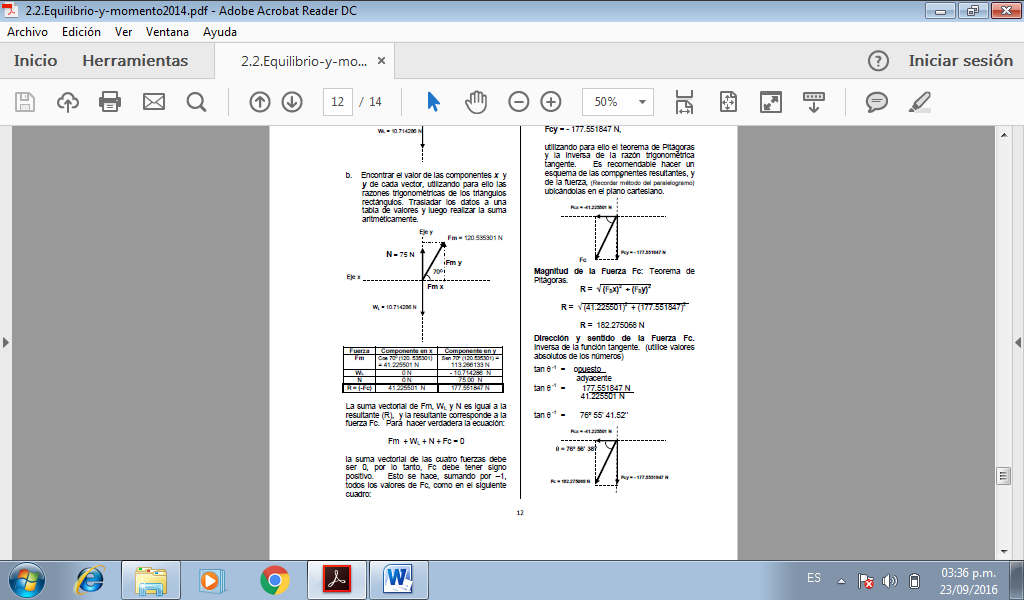 2.2.Equilibrio-y-momento2014.pdf - Adobe Acrobat Reader DC
Archivo Edición Ver Ventana Ayuda
Inicio Herramientas 2.2.Equilibrio-y-mo... × ? Iniciar sesión
12 / 14 50%
WL = 10.714286 N
b. Encontrar el valor de las componentes x y
y de cada vector, utilizando para ello las
razones trigonométricas de los triángulos
rectángulos. Trasladar los datos a una
tabla de valores y luego realizar la suma
aritméticamente.
Eje y
Fm = 120.535301 N
N = 75 N
Fm y
70º
Eje x
Fm x
WL = 10.714286 N
Fuerza Componente en x Componente en y
Fm Cos 70º (120. 535301) Sen 70º (120.535301) =
= 41.225501 N 113.266133 N
WL 0 N - 10.714286 N
N 0 N 75.00 N
R = (-Fc) 41.225501 N 177.551847 N
La suma vectorial de Fm, WL y N es igual a la
resultante (R), y la resultante corresponde a la
fuerza Fc. Para hacer verdadera la ecuación:
Fm + WL + N + Fc = 0
la suma vectorial de las cuatro fuerzas debe
ser 0, por lo tanto, Fc debe tener signo
positivo. Esto se hace, sumando por –1,
todos los valores de Fc, como en el siguiente
cuadro:
Fcy = - 177.551847 N,
utilizando para ello el teorema de Pitágoras
y la inversa de la razón trigonométrica
tangente. Es recomendable hacer un
esquema de las componentes resultantes, y
de la fuerza, (Recordar método del paralelogramo)
ubicándolas en el plano cartesiano.
Fcx = -41.225501 N
Fcy = - 177.551847 N
Fc
Magnitud de la Fuerza Fc: Teorema de
Pitágoras.
R = √(FRx)² + (FRy)²
R = √(41.225501)² + (177.551847)²
R = 182.275068 N
Dirección y sentido de la Fuerza Fc.
Inversa de la función tangente. (utilice valores
absolutos de los números)
tan θ⁻¹ = opuesto
adyacente
tan θ⁻¹ = 177.551847 N
41.225501 N
tan θ⁻¹ = 76º 55' 41.52"
Fcx = -41.225501 N
θ = 76º 56' 38"
Fc = 182.275068 N
Fcy = - 177.551847 N
12
ES
03:36 p.m.
23/09/2016